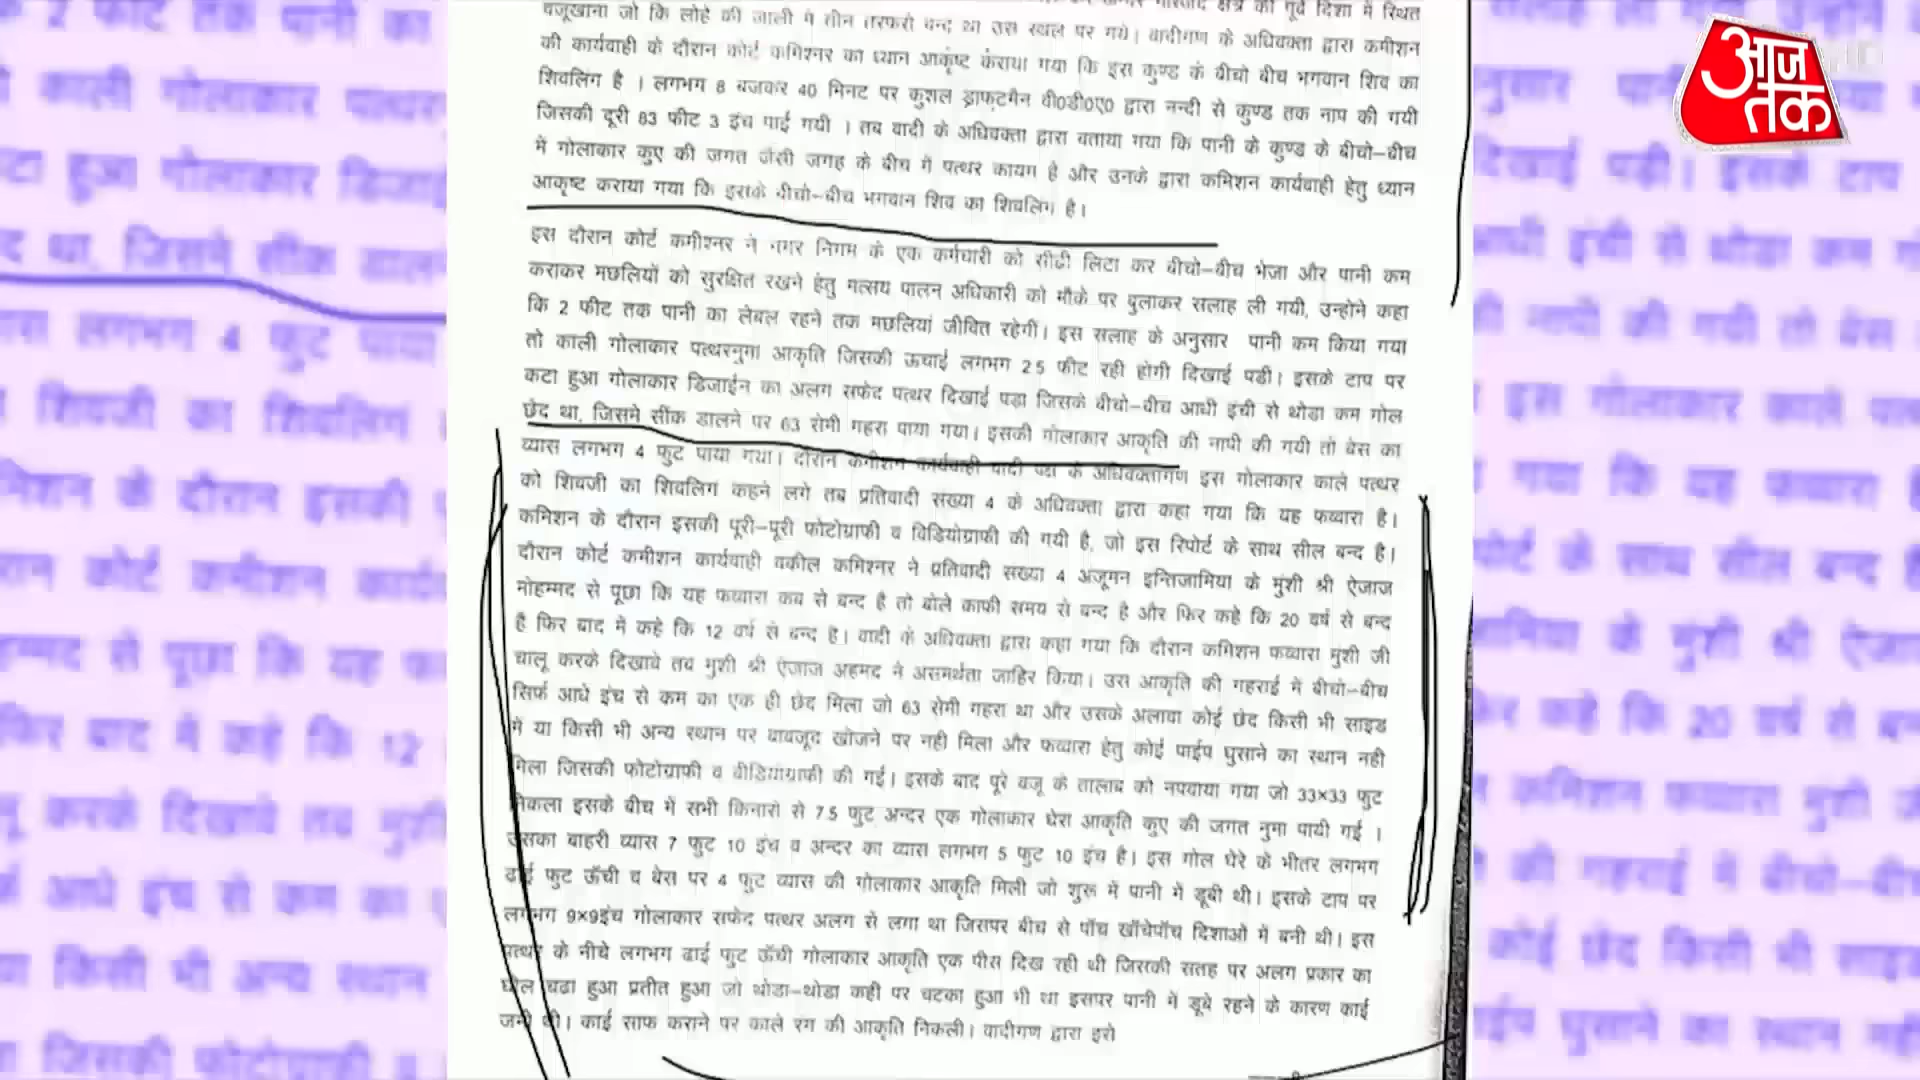 वजूखाना जो कि लोहे की जाली मे तीन तरफसे बन्द था उस स्थल पर गये। वादीगण के अधिवक्ता द्वारा कमीशन
की कार्यवाही के दौरान कोर्ट कमिश्नर का ध्यान आकृष्ट कराया गया कि इस कुण्ड के बीचो बीच भगवान शिव का
शिवलिंग है । लगभग 8 बजकर 40 मिनट पर कुशल ड्राफ्टमैन वी0डी0ए0 द्वारा नन्दी से कुण्ड तक नाप की गयी
जिसकी दूरी 83 फीट 3 इंच पाई गयी । तब वादी के अधिवक्ता द्वारा बताया गया कि पानी के कुण्ड के बीचो-बीच
में गोलाकार कुए की जगत जैसी जगह के बीच में पत्थर कायम है और उनके द्वारा कमिशन कार्यवाही हेतु ध्यान
आकृष्ट कराया गया कि इसके बीचो-बीच भगवान शिव का शिवलिंग है।
इस दौरान कोर्ट कमीश्नर ने नगर निगम के एक कर्मचारी को सीढी लिटा कर बीचो-बीच भेजा और पानी कम
कराकर मछलियों को सुरक्षित रखने हेतु मत्सय पालन अधिकारी को मौके पर बुलाकर सलाह ली गयी, उन्होने कहा
कि 2 फीट तक पानी का लेबल रहने तक मछलियां जीवित रहेगी। इस सलाह के अनुसार पानी कम किया गया
तो काली गोलाकार पत्थरनुमा आकृति जिसकी ऊचाई लगभग 2.5 फीट रही होगी दिखाई पडी। इसके टाप पर
कटा हुआ गोलाकार डिजाईन का अलग सफेद पत्थर दिखाई पडा जिसके बीचो-बीच आधी इंची से थोडा कम गोल
छेद था, जिसमे सींक डालने पर 63 सेमी गहरा पाया गया। इसकी गोलाकार आकृति की नापी की गयी तो बेस का
व्यास लगभग 4 फुट पाया गया। दौरान कमीशन कार्यवाही वादी पक्ष के अधिवक्तागण इस गोलाकार काले पत्थर
को शिवजी का शिवलिंग कहने लगे तब प्रतिवादी संख्या 4 के अधिवक्ता द्वारा कहा गया कि यह फव्वारा है।
कमिशन के दौरान इसकी पूरी-पूरी फोटोग्राफी व विडियोग्राफी की गयी है, जो इस रिपोर्ट के साथ सील बन्द है।
दौरान कोर्ट कमीशन कार्यवाही वकील कमिश्नर ने प्रतिवादी संख्या 4 अंजूमन इन्तिजामिया के मुंशी श्री ऐजाज
मोहम्मद से पूछा कि यह फव्वारा कब से बन्द है तो बोले काफी समय से बन्द है और फिर कहे कि 20 वर्ष से बन्द
है फिर बाद में कहे कि 12 वर्ष से बन्द है। वादी के अधिवक्ता द्वारा कहा गया कि दौरान कमिशन फव्वारा मुंशी जी
चालू करके दिखावे तब मुंशी श्री ऐजाज अहमद ने असमर्थता जाहिर किया। उस आकृति की गहराई में बीचो-बीच
सिर्फ आधे इंच से कम का एक ही छेद मिला जो 63 सेमी गहरा था और उसके अलावा कोई छेद किसी भी साइड
में या किसी भी अन्य स्थान पर बावजूद खोजने पर नही मिला और फव्वारा हेतु कोई पाईप घुसाने का स्थान नही
मिला जिसकी फोटोग्राफी व वीडियोग्राफी की गई। इसके बाद पूरे वजू के तालाब को नपवाया गया जो 33x33 फुट
निकला इसके बीच में सभी किनारो से 7.5 फुट अन्दर एक गोलाकार घेरा आकृति कुए की जगत नुमा पायी गई ।
उसका बाहरी व्यास 7 फुट 10 इंच व अन्दर का व्यास लगभग 5 फुट 10 इंच है। इस गोल घेरे के भीतर लगभग
ढाई फुट ऊँची व बेस पर 4 फुट व्यास की गोलाकार आकृति मिली जो शुरू में पानी में डूबी थी। इसके टाप पर
लगभग 9x9इंच गोलाकार सफेद पत्थर अलग से लगा था जिसपर बीच से पाँच खाँचेपाँच दिशाओं में बनी थी। इस
पत्थर के नीचे लगभग ढाई फुट ऊँची गोलाकार आकृति एक पीस दिख रही थी जिसकी सतह पर अलग प्रकार का
घोल चढा हुआ प्रतीत हुआ जो थोडा-थोडा कही पर चटका हुआ भी था इसपर पानी में डूबे रहने के कारण काई
जमी थी। काई साफ कराने पर काले रंग की आकृति निकली। वादीगण द्वारा इसे
आज
तक